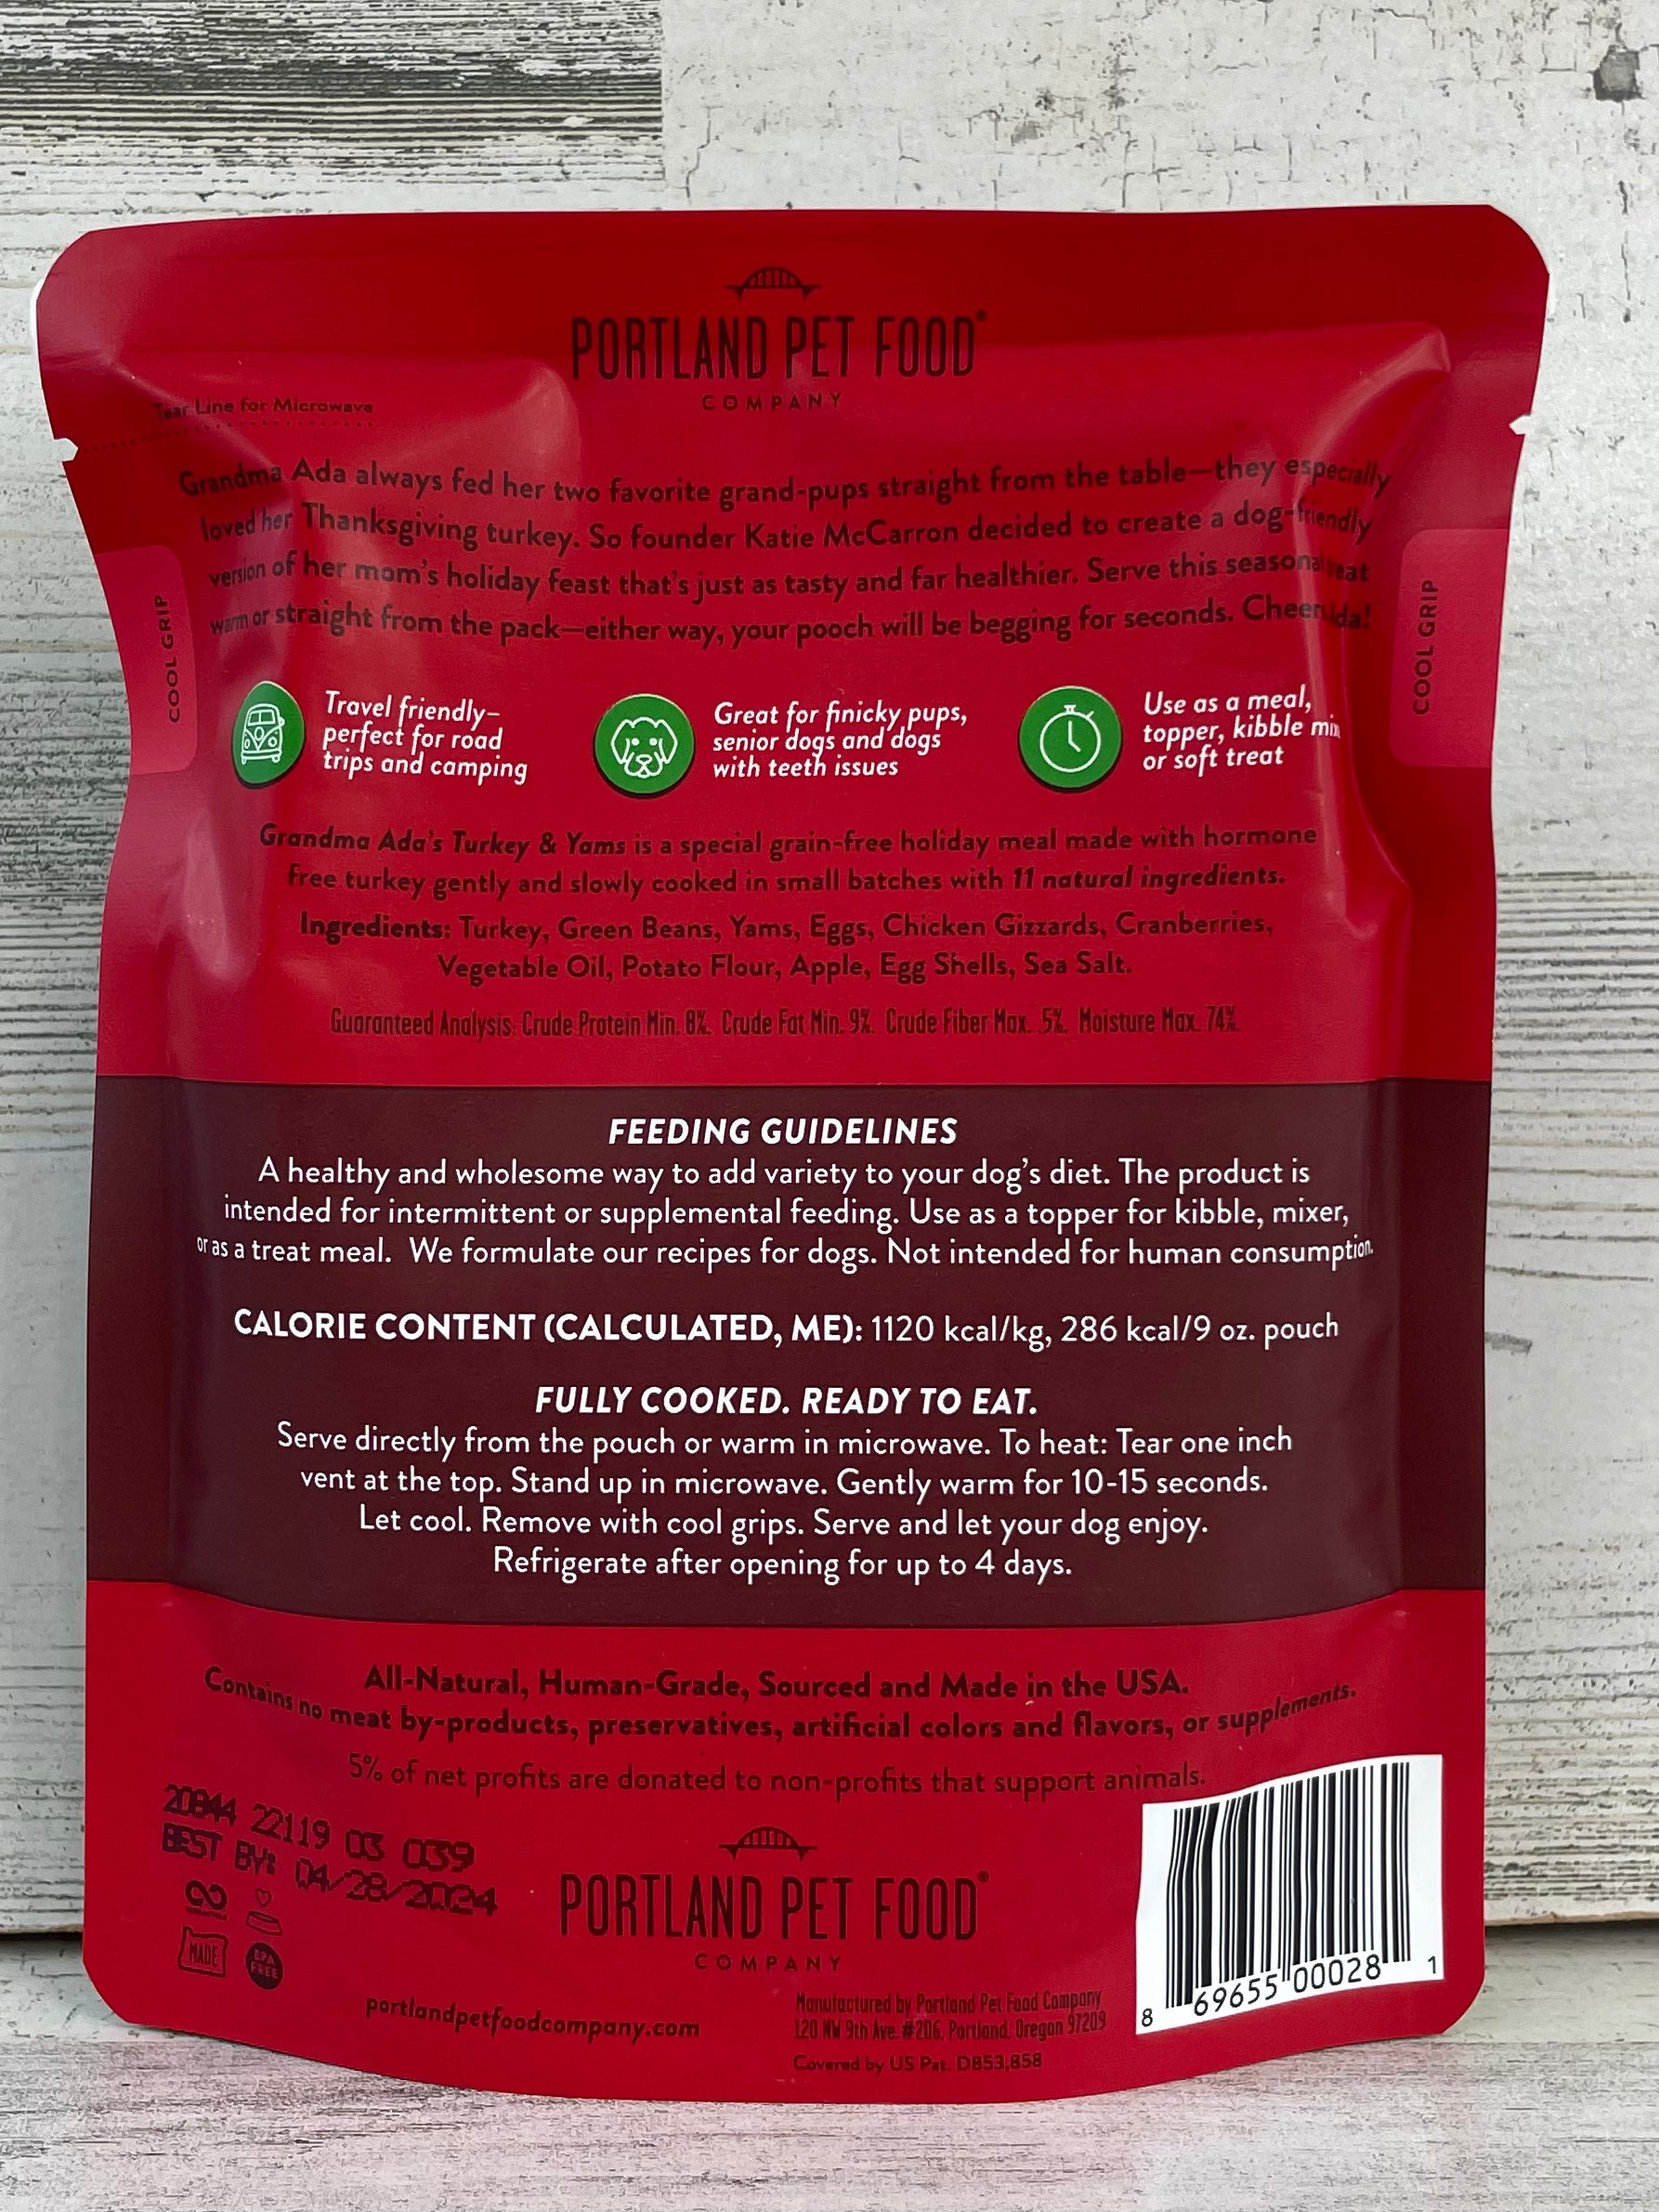 PORTLAND PET FOOD®
COMPANY
Tear Line for Microwave
Grandma Ada always fed her two favorite grand-pups straight from the table—they especially
loved her Thanksgiving turkey. So founder Katie McCarron decided to create a dog-friendly
version of her mom's holiday feast that's just as tasty and far healthier. Serve this seasonal
warm or straight from the pack—either way, your pooch will be begging for seconds.
COOL GRIP
COOL GRIP
Travel friendly–
perfect for road
trips and camping
Great for finicky pups,
senior dogs and dogs
with teeth issues
Use as a meal,
topper, kibble mix
or soft treat
Grandma Ada's Turkey & Yams is a special grain-free holiday meal made with hormone
free turkey gently and slowly cooked in small batches with 11 natural ingredients.
Ingredients: Turkey, Green Beans, Yams, Eggs, Chicken Gizzards, Cranberries,
Vegetable Oil, Potato Flour, Apple, Egg Shells, Sea Salt.
Guaranteed Analysis: Crude Protein Min. 8%. Crude Fat Min. 9%. Crude Fiber Max. .5%. Moisture Max. 74%.
FEEDING GUIDELINES
A healthy and wholesome way to add variety to your dog's diet. The product is
intended for intermittent or supplemental feeding. Use as a topper for kibble, mixer,
or as a treat meal. We formulate our recipes for dogs. Not intended for human consumption.
CALORIE CONTENT (CALCULATED, ME): 1120 kcal/kg, 286 kcal/9 oz. pouch
FULLY COOKED. READY TO EAT.
Serve directly from the pouch or warm in microwave. To heat: Tear one inch
vent at the top. Stand up in microwave. Gently warm for 10-15 seconds.
Let cool. Remove with cool grips. Serve and let your dog enjoy.
Refrigerate after opening for up to 4 days.
All-Natural, Human-Grade, Sourced and Made in the USA.
Contains no meat by-products, preservatives, artificial colors and flavors, or supplements.
5% of net profits are donated to non-profits that support animals.
20844 22119 03 039
BEST BY: 04/28/2024
MADE
BPA
FREE
PORTLAND PET FOOD®
COMPANY
portlandpetfoodcompany.com
Manufactured by Portland Pet Food Company
120 NW 9th Ave. #206, Portland, Oregon 97209
Covered by US Pat. D853,858
8 69655 00028 1